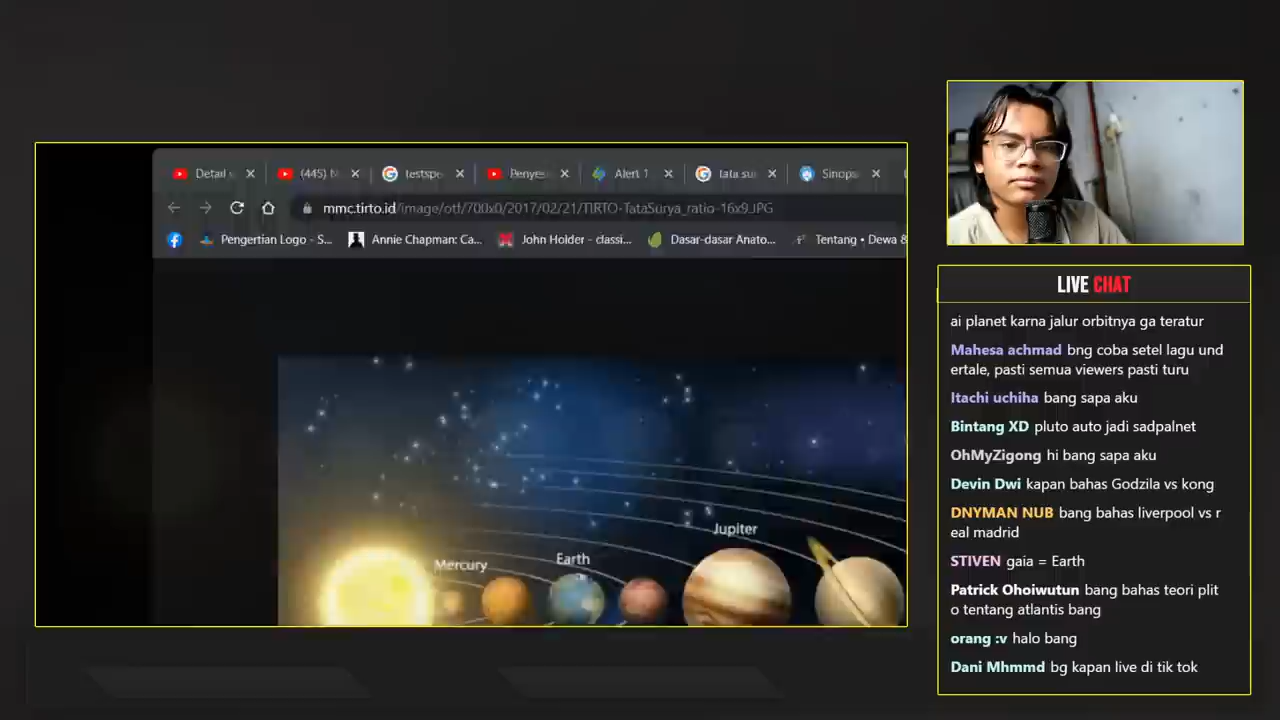 Detail
(445)
testspe
Penyes
Alert 1
tata su
Sinops
mmc.tirto.id/image/otf/700x0/2017/02/21/TIRTO-TataSurya_ratio-16x9.JPG
Pengertian Logo - S...
Annie Chapman: Ca...
John Holder - classi...
Dasar-dasar Anato...
Tentang • Dewa &
Jupiter
Earth
Mercury
LIVE CHAT
ai planet karna jalur orbitnya ga teratur
Mahesa achmad bng coba setel lagu und
ertale, pasti semua viewers pasti turu
Itachi uchiha bang sapa aku
Bintang XD pluto auto jadi sadpalnet
OhMyZigong hi bang sapa aku
Devin Dwi kapan bahas Godzila vs kong
DNYMAN NUB bang bahas liverpool vs r
eal madrid
STIVEN gaia = Earth
Patrick Ohoiwutun bang bahas teori plit
o tentang atlantis bang
orang :v halo bang
Dani Mhmmd bg kapan live di tik tok